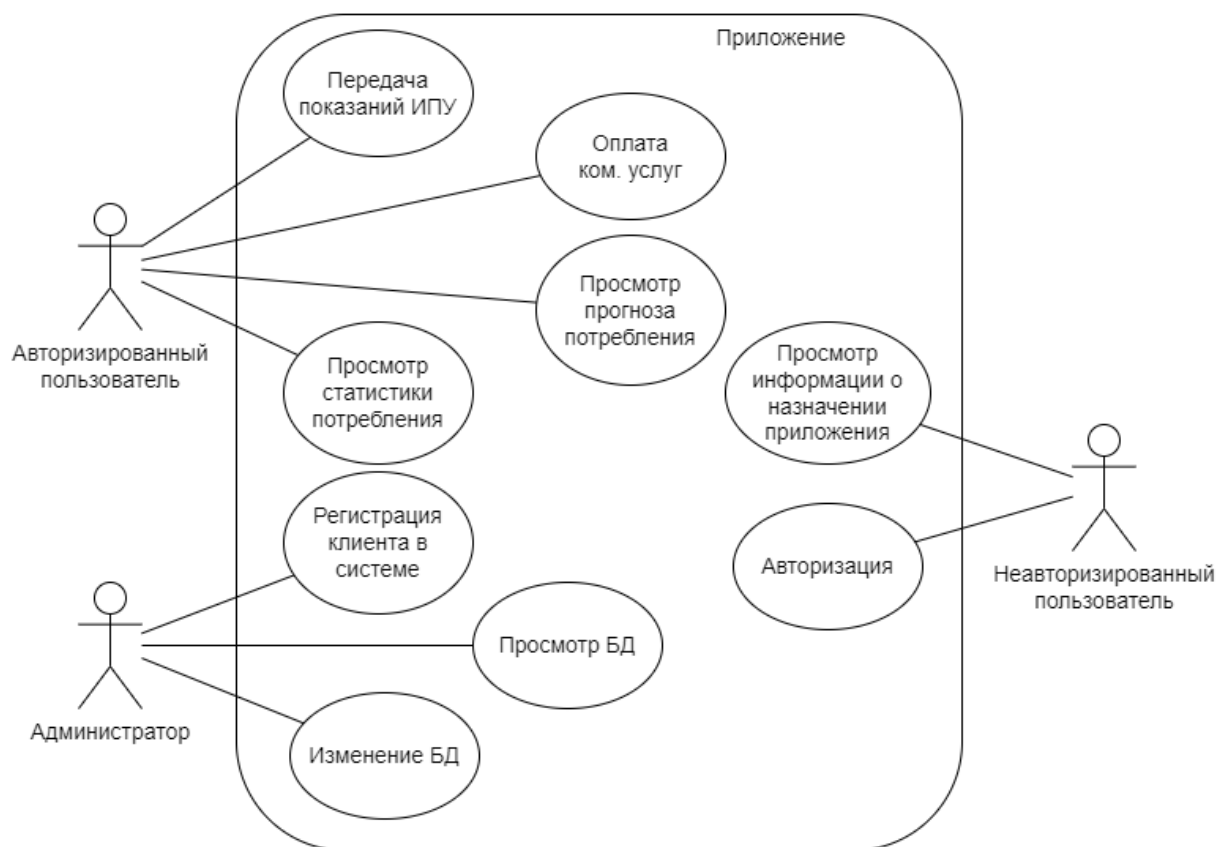 Приложение
Передача
показаний ИПУ
Оплата
ком. услуг
Просмотр
прогноза
потребления
Авторизированный
пользователь
Просмотр
статистики
потребления
Просмотр
информации о
назначении
приложения
Регистрация
клиента в
системе
Авторизация
Неавторизированный
пользователь
Просмотр БД
Администратор
Изменение БД